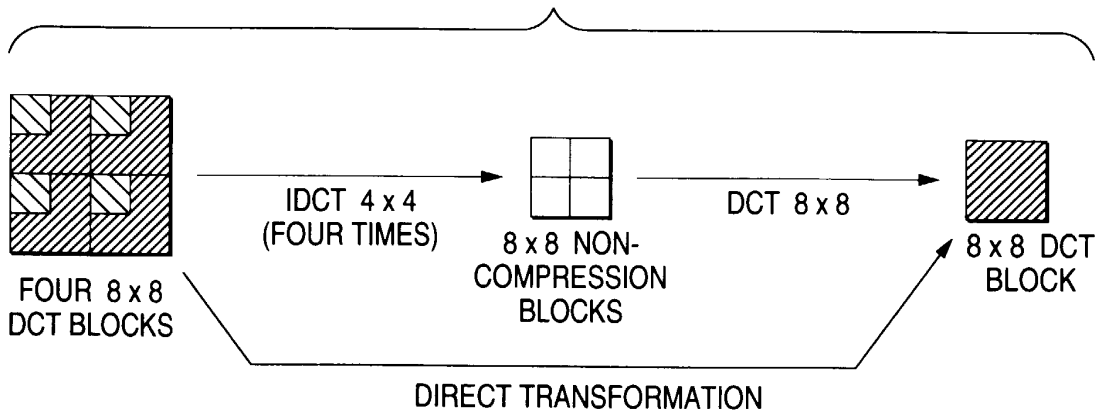 FOUR 8 x 8
DCT BLOCKS
IDCT 4 x 4
(FOUR TIMES)
8 x 8 NON-
COMPRESSION
BLOCKS
DCT 8 x 8
8 x 8 DCT
BLOCK
DIRECT TRANSFORMATION